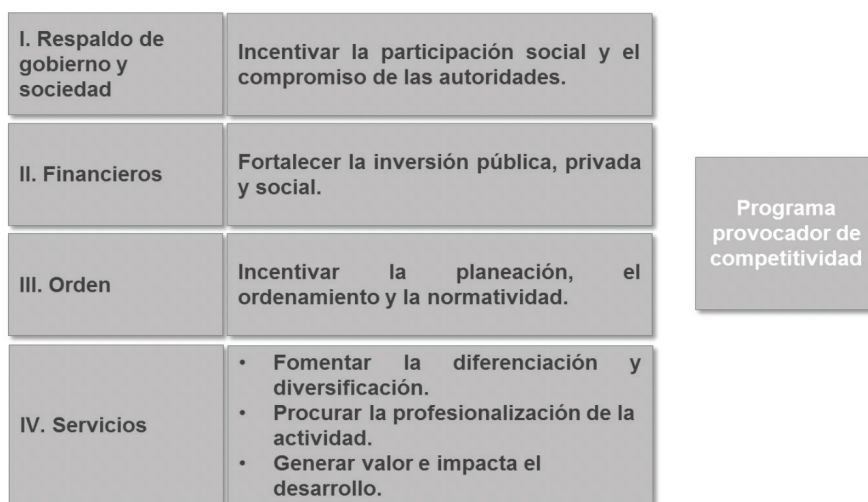 I. Respaldo de
gobierno y
sociedad
Incentivar la participación social y el
compromiso de las autoridades.
II. Financieros
Fortalecer la inversión pública, privada
y social.
III. Orden
Incentivar la planeación, el
ordenamiento y la normatividad.
IV. Servicios
• Fomentar la diferenciación y
diversificación.
• Procurar la profesionalización de la
actividad.
• Generar valor e impacta el
desarrollo.
Programa
provocador de
competitividad